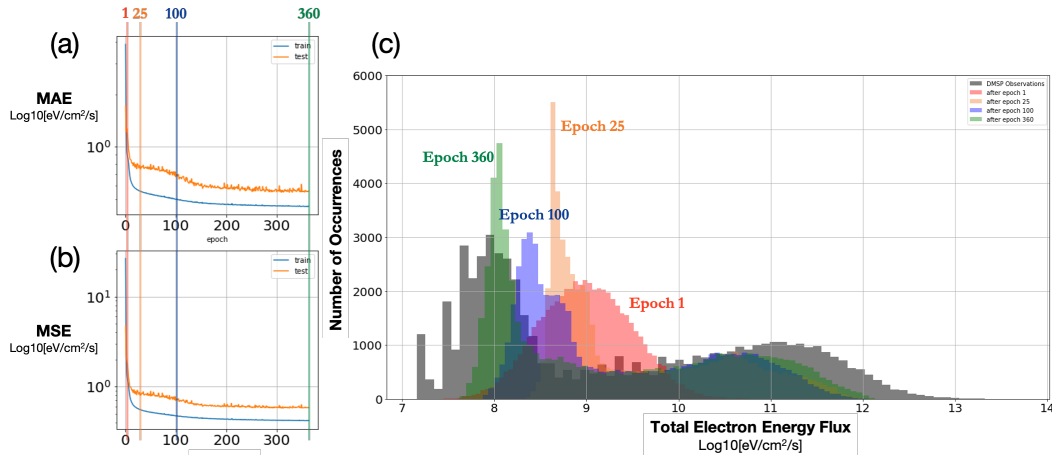 1 25 100 360
(a)
train
test
MAE
Log10[eV/cm²/s]
10⁰
0 100 200 300
epoch
(b)
train
test
10¹
MSE
Log10[eV/cm²/s]
10⁰
0 100 200 300
(c)
DMSP Observations
after epoch 1
after epoch 25
after epoch 100
after epoch 360
6000
5000
4000
3000
2000
1000
0
Number of Occurrences
Epoch 25
Epoch 360
Epoch 100
Epoch 1
7 8 9 10 11 12 13 14
Total Electron Energy Flux
Log10[eV/cm²/s]